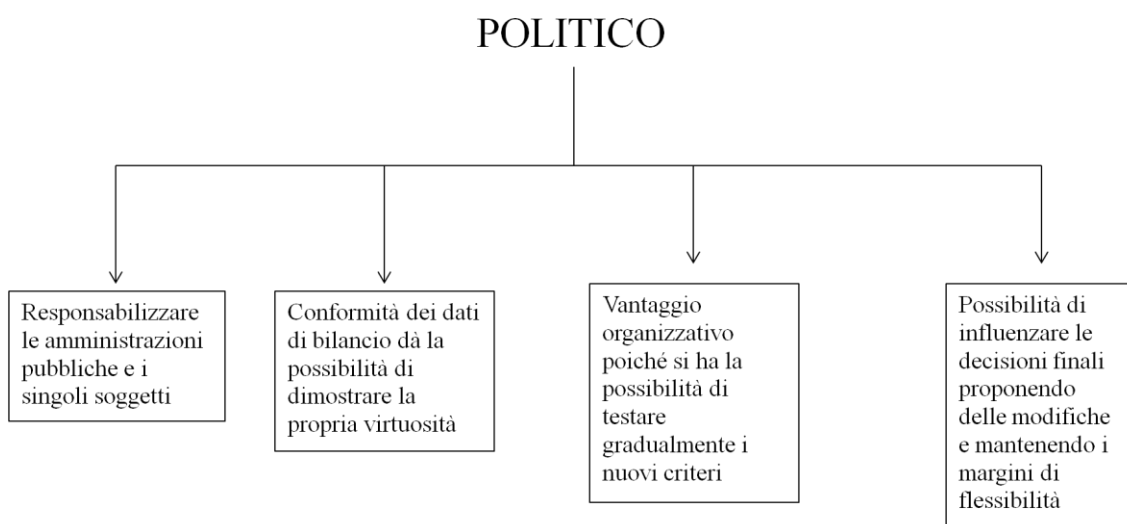 POLITICO
Responsabilizzare
le amministrazioni
pubbliche e i
singoli soggetti
Conformità dei dati
di bilancio dà la
possibilità di
dimostrare la
propria virtuosità
Vantaggio
organizzativo
poiché si ha la
possibilità di
testare
gradualmente i
nuovi criteri
Possibilità di
influenzare le
decisioni finali
proponendo
delle modifiche
e mantenendo i
margini di
flessibilità